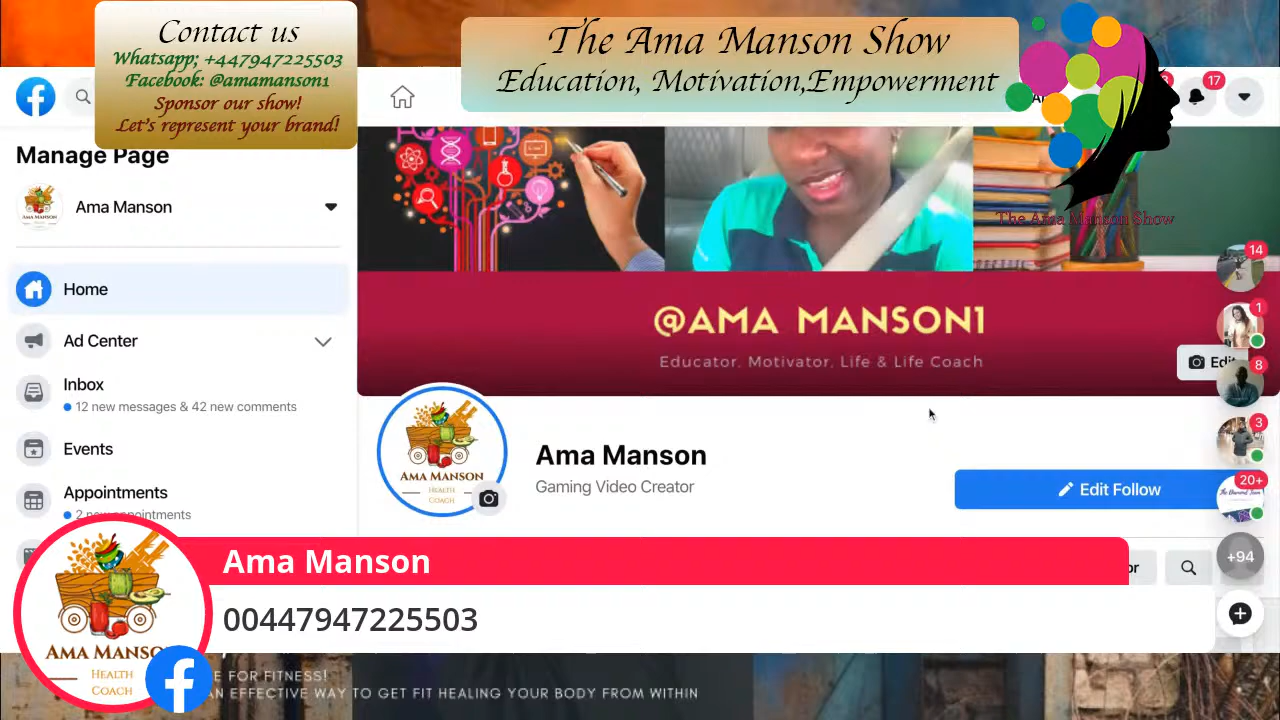 Contact us
Whatsapp; +447947225503
Facebook: @amamanson1
Sponsor our show!
Let's represent your brand!
The Ama Manson Show
Education, Motivation,Empowerment
17
The Ama Manson Show
Manage Page
Ama Manson
Home
Ad Center
Inbox
12 new messages & 42 new comments
Events
Appointments
2 new appointments
@AMA MANSON1
Educator, Motivator, Life & Life Coach
Edit
AMA MANSON
HEALTH
COACH
Ama Manson
Gaming Video Creator
Edit Follow
14
1
8
3
20+
+94
Ama Manson
00447947225503
AMA MANSON
HEALTH
COACH
E FOR FITNESS!
AN EFFECTIVE WAY TO GET FIT HEALING YOUR BODY FROM WITHIN